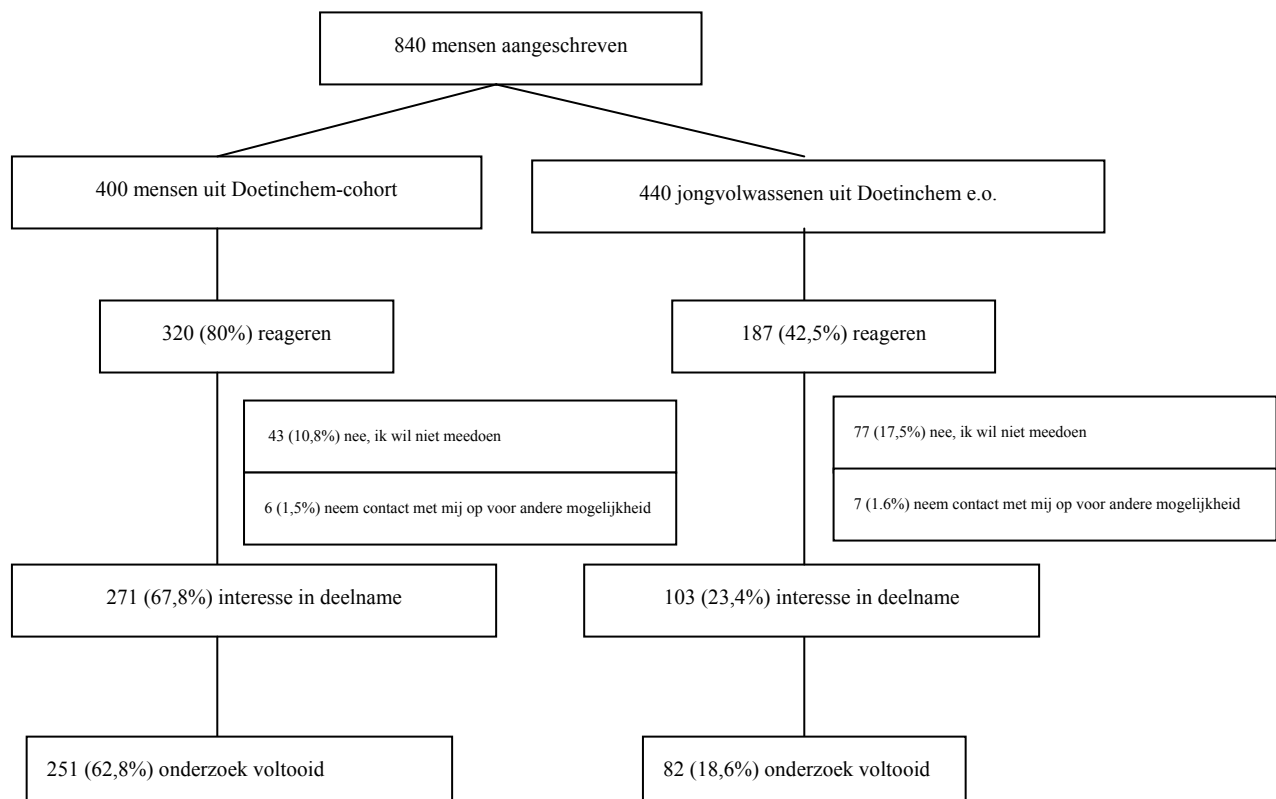 840 mensen aangeschreven
400 mensen uit Doetinchem-cohort
440 jongvolwassenen uit Doetinchem e.o.
320 (80%) reageren
187 (42,5%) reageren
43 (10,8%) nee, ik wil niet meedoen
77 (17,5%) nee, ik wil niet meedoen
6 (1,5%) neem contact met mij op voor andere mogelijkheid
7 (1.6%) neem contact met mij op voor andere mogelijkheid
271 (67,8%) interesse in deelname
103 (23,4%) interesse in deelname
251 (62,8%) onderzoek voltooid
82 (18,6%) onderzoek voltooid